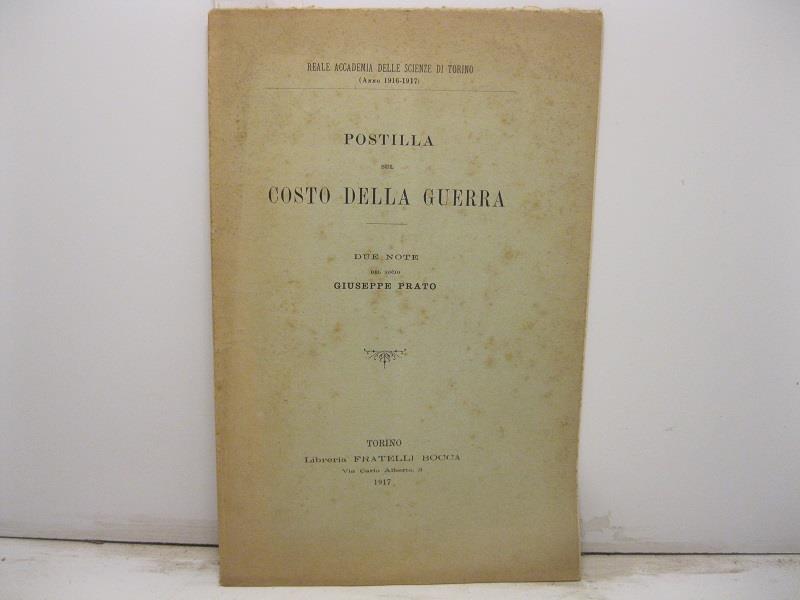 REALE ACCADEMIA DELLE SCIENZE DI TORINO
(Anno 1916-1917)
POSTILLA
SUL
COSTO DELLA GUERRA
DUE NOTE
DEL SOCIO
GIUSEPPE PRATO
TORINO
Libreria FRATELLI BOCCA
Via Carlo Alberto, 3
1917